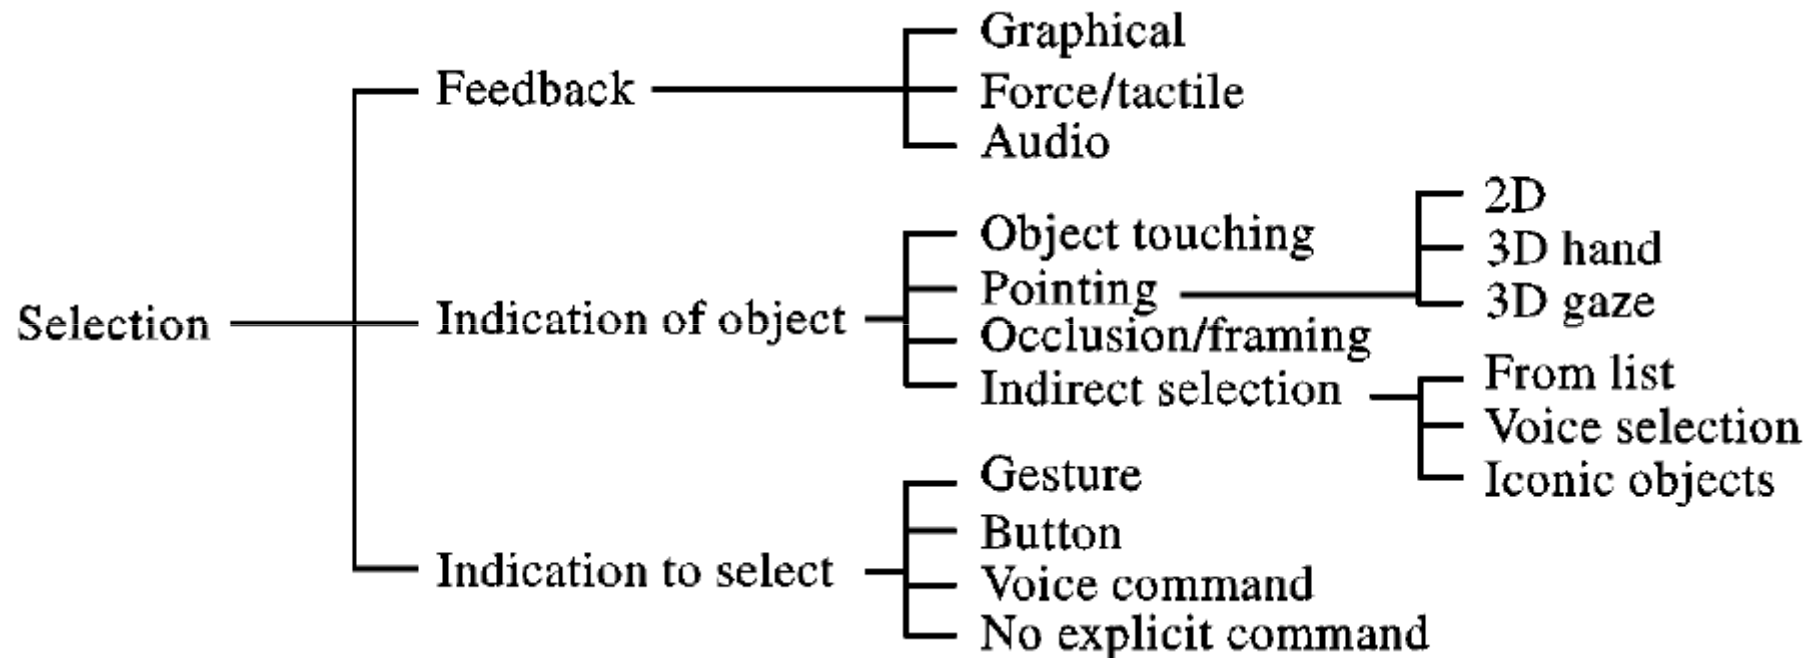 Selection
Feedback
Graphical
Force/tactile
Audio
Indication of object
Object touching
Pointing
2D
3D hand
3D gaze
Occlusion/framing
Indirect selection
From list
Voice selection
Iconic objects
Indication to select
Gesture
Button
Voice command
No explicit command